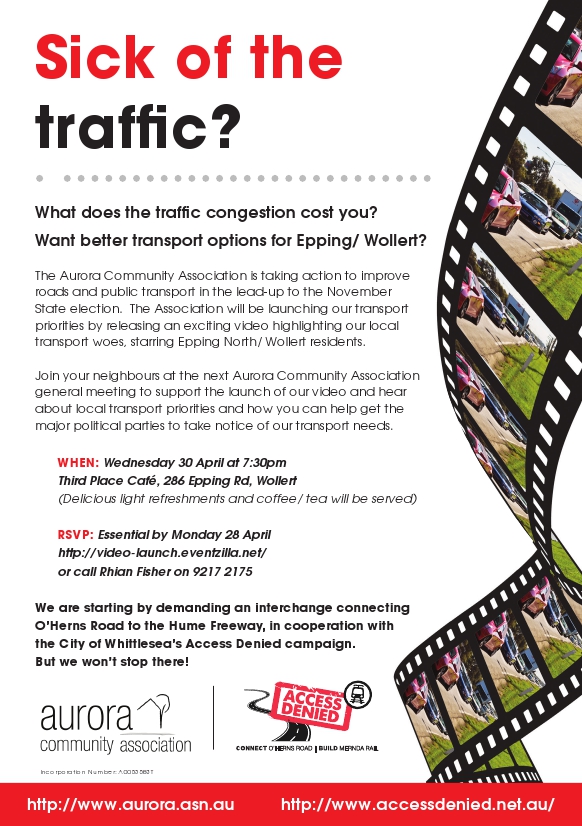 Sick of the
traffic?
What does the traffic congestion cost you?
Want better transport options for Epping/ Wollert?
The Aurora Community Association is taking action to improve
roads and public transport in the lead-up to the November
State election. The Association will be launching our transport
priorities by releasing an exciting video highlighting our local
transport woes, starring Epping North/ Wollert residents.
Join your neighbours at the next Aurora Community Association
general meeting to support the launch of our video and hear
about local transport priorities and how you can help get the
major political parties to take notice of our transport needs.
WHEN: Wednesday 30 April at 7:30pm
Third Place Café, 286 Epping Rd, Wollert
(Delicious light refreshments and coffee/ tea will be served)
RSVP: Essential by Monday 28 April
http://video-launch.eventzilla.net/
or call Rhian Fisher on 9217 2175
We are starting by demanding an interchange connecting
O'Herns Road to the Hume Freeway, in cooperation with
the City of Whittlesea's Access Denied campaign.
But we won't stop there!
aurora
community association
Incorporation Number:
ACCESS
DENIED
CONNECT O'HERNS ROAD | BUILD MERNDA RAIL
http://www.aurora.asn.au http://www.accessdenied.net.au/